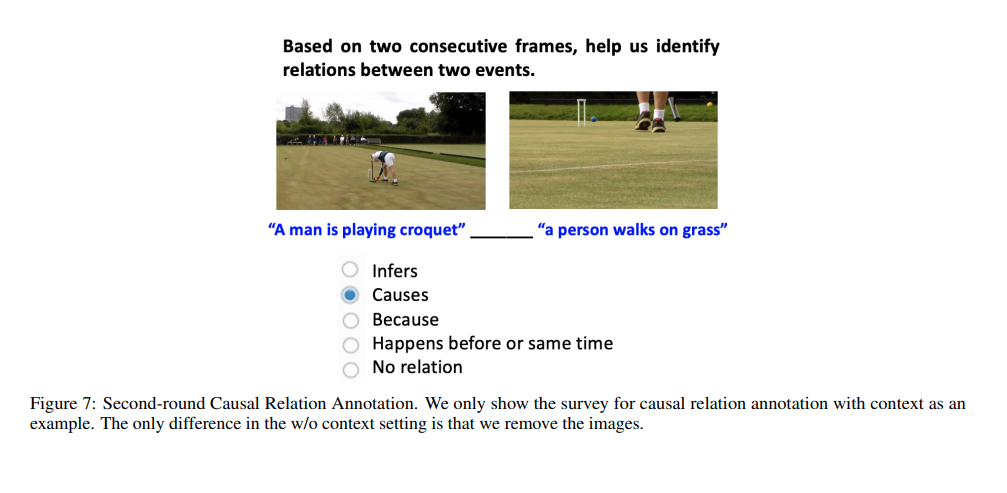 Based on two consecutive frames, help us identify
relations between two events.
“A man is playing croquet” _______ “a person walks on grass”
Infers
Causes
Because
Happens before or same time
No relation
Figure 7: Second-round Causal Relation Annotation. We only show the survey for causal relation annotation with context as an
example. The only difference in the w/o context setting is that we remove the images.